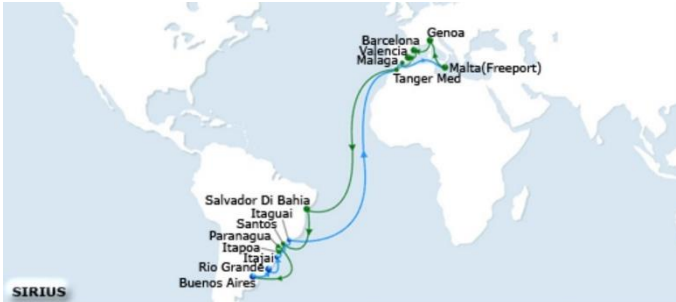 Barcelona
Genoa
Valencia
Malaga
Malta(Freeport)
Tanger Med
Salvador Di Bahia
Itaguai
Santos
Paranagua
Itapoa
Itajai
Rio Grande
Buenos Aires
SIRIUS